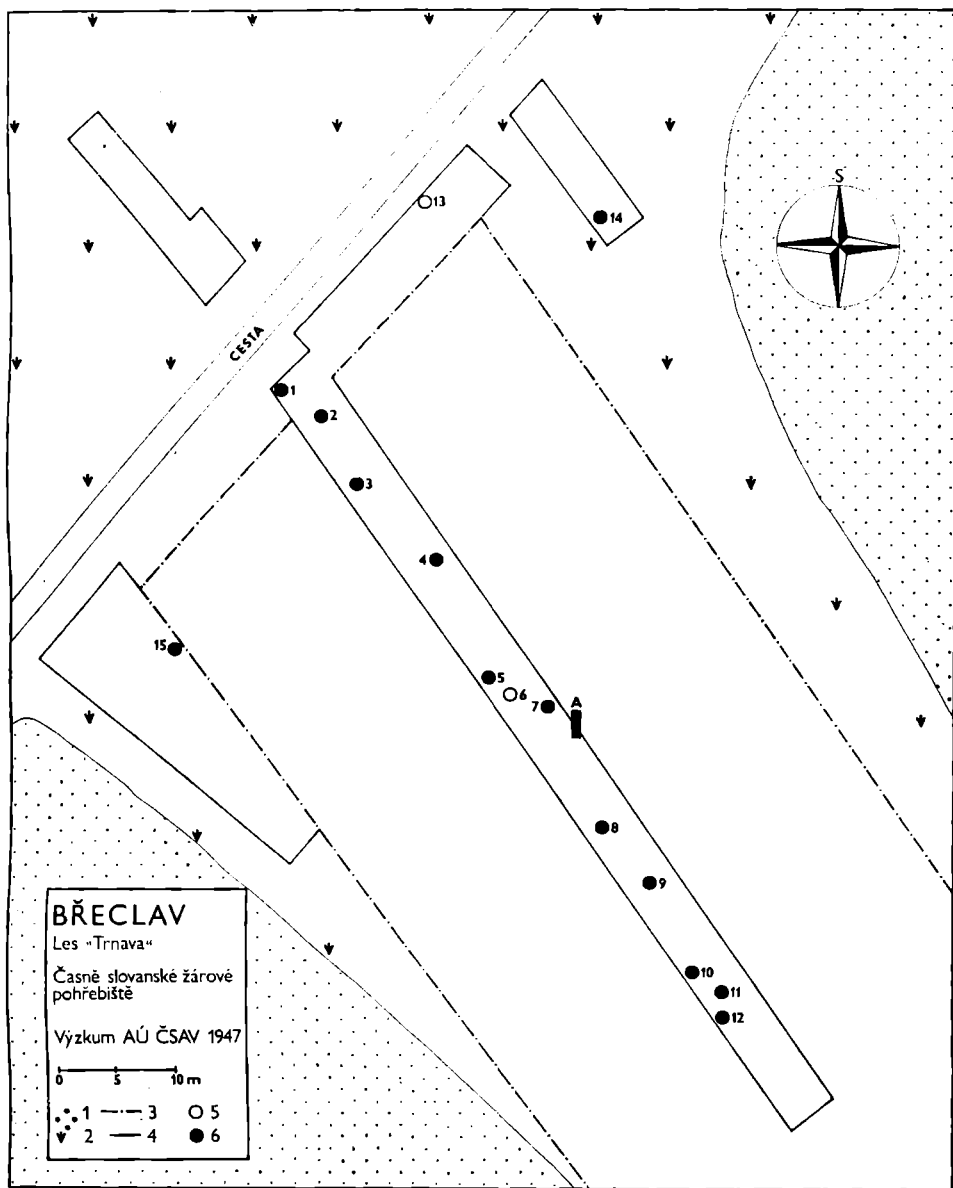 S
13
14
CESTA
1
2
3
4
15
5
6
7
A
8
9
10
11
12
BŘECLAV
Les "Trnava"
Časně slovanské žárové
pohřebiště
Výzkum AÚ ČSAV 1947
0 5 10 m
1 3 5
2 4 6